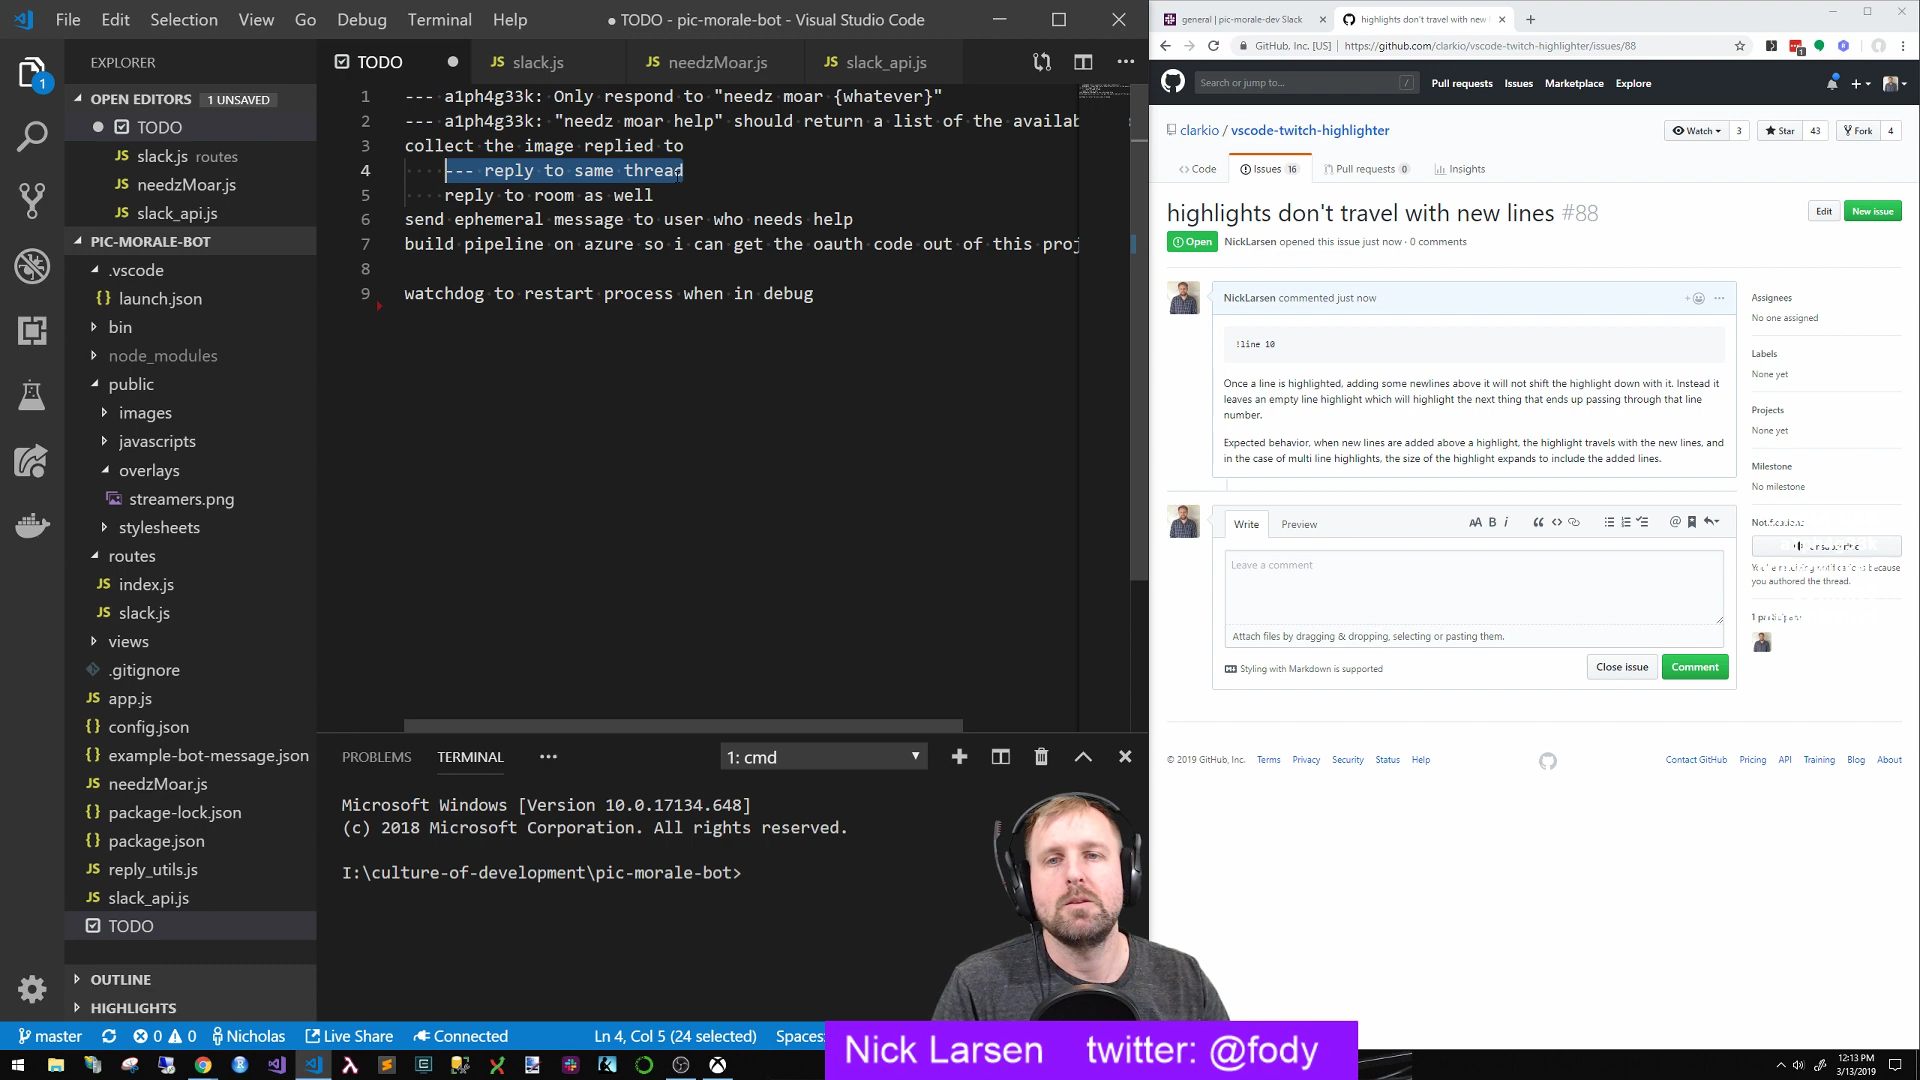 File Edit Selection View Go Debug Terminal Help
● TODO - pic-morale-bot - Visual Studio Code
EXPLORER
OPEN EDITORS 1 UNSAVED
TODO
JS slack.js routes
JS needzMoar.js
JS slack_api.js
PIC-MORALE-BOT
.vscode
{} launch.json
bin
node_modules
public
images
javascripts
overlays
streamers.png
stylesheets
routes
JS index.js
JS slack.js
views
.gitignore
JS app.js
{} config.json
{} example-bot-message.json
JS needzMoar.js
{} package-lock.json
{} package.json
JS reply_utils.js
JS slack_api.js
TODO
OUTLINE
HIGHLIGHTS
1
TODO JS slack.js JS needzMoar.js JS slack_api.js
1 --- a1ph4g33k: Only respond to "needz moar {whatever}"
2 --- a1ph4g33k: "needz moar help" should return a list of the availab
3 collect the image replied to
4 --- reply to same thread
5 reply to room as well
6 send ephemeral message to user who needs help
7 build pipeline on azure so i can get the oauth code out of this proj
8
9 watchdog to restart process when in debug
PROBLEMS TERMINAL ••• 1: cmd
Microsoft Windows [Version 10.0.17134.648]
(c) 2018 Microsoft Corporation. All rights reserved.
I:\culture-of-development\pic-morale-bot>
master 0 0 Nicholas Live Share Connected Ln 4, Col 5 (24 selected) Spaces:
general | pic-morale-dev Slack
highlights don't travel with new l
GitHub, Inc. [US] | https://github.com/clarkio/vscode-twitch-highlighter/issues/88
Search or jump to... / Pull requests Issues Marketplace Explore
clarkio / vscode-twitch-highlighter
Watch 3 Star 43 Fork 4
Code Issues 16 Pull requests 0 Insights
highlights don't travel with new lines #88
Edit New issue
Open NickLarsen opened this issue just now · 0 comments
NickLarsen commented just now
!line 10
Once a line is highlighted, adding some newlines above it will not shift the highlight down with it. Instead it
leaves an empty line highlight which will highlight the next thing that ends up passing through that line
number.
Expected behavior, when new lines are added above a highlight, the highlight travels with the new lines, and
in the case of multi line highlights, the size of the highlight expands to include the added lines.
Assignees
No one assigned
Labels
None yet
Projects
None yet
Milestone
No milestone
authored the thread.
Write Preview
Leave a comment
Attach files by dragging & dropping, selecting or pasting them.
Styling with Markdown is supported
Close issue Comment
© 2019 GitHub, Inc. Terms Privacy Security Status Help
Contact GitHub Pricing API Training Blog About
Nick Larsen twitter: @fody
12:13 PM
3/13/2019